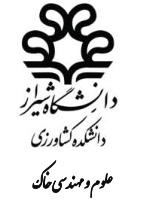 دانشگاه شیراز
دانشکده کشاورزی
علوم و مهندسی خاک